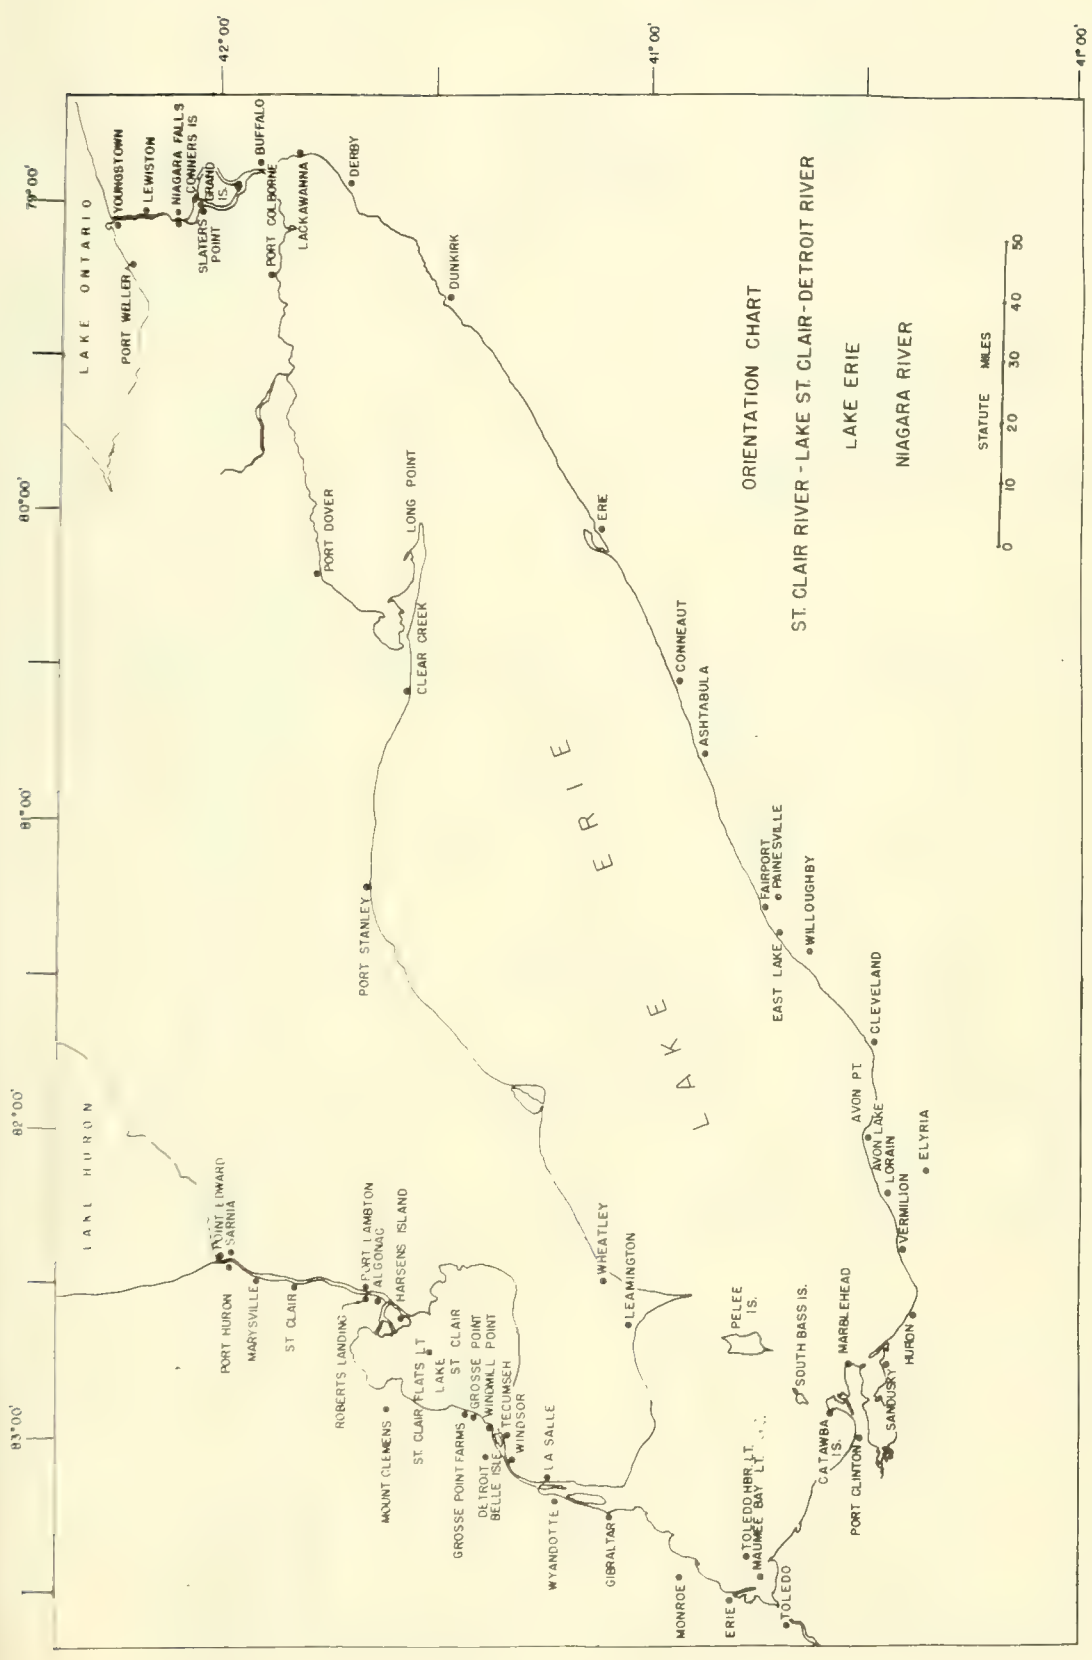 79°00'
80°00'
81°00'
82°00'
83°00'
42°00'
41°00'
41°00'
LAKE ONTARIO
YOUNGSTOWN
LEWISTON
NIAGARA FALLS
CONNERS IS
GRAND
IS.
SLATERS
POINT
PORT WELLER
BUFFALO
PORT COLBORNE
LACKAWANNA
DERBY
DUNKIRK
PORT DOVER
LONG POINT
CLEAR CREEK
ERIE
CONNEAUT
ASHTABULA
PORT STANLEY
FAIRPORT
PAINESVILLE
EAST LAKE
WILLOUGHBY
CLEVELAND
AVON PT.
AVON LAKE
LORAIN
ELYRIA
VERMILION
HURON
LAKE ERIE
LAKE HURON
POINT EDWARD
SARNIA
PORT HURON
MARYSVILLE
ST CLAIR
PORT LAMBTON
ALGONAC
HARSENS ISLAND
ROBERTS LANDING
MOUNT CLEMENS
ST. CLAIR FLATS LT
LAKE
ST CLAIR
GROSSE POINT
WINDMILL POINT
GROSSE POINT FARMS
DETROIT
BELLE ISLE
TECUMSEH
WINDSOR
LA SALLE
WYANDOTTE
GIBRALTAR
WHEATLEY
LEAMINGTON
PELEE
IS.
SOUTH BASS IS.
MARBLEHEAD
SANDUSKY
CATAWBA
IS.
PORT CLINTON
MONROE
ERIE
TOLEDO HBR. LT.
MAUMEE BAY LT.
TOLEDO
ORIENTATION CHART
ST. CLAIR RIVER - LAKE ST. CLAIR - DETROIT RIVER
LAKE ERIE
NIAGARA RIVER
STATUTE MILES
0 10 20 30 40 50